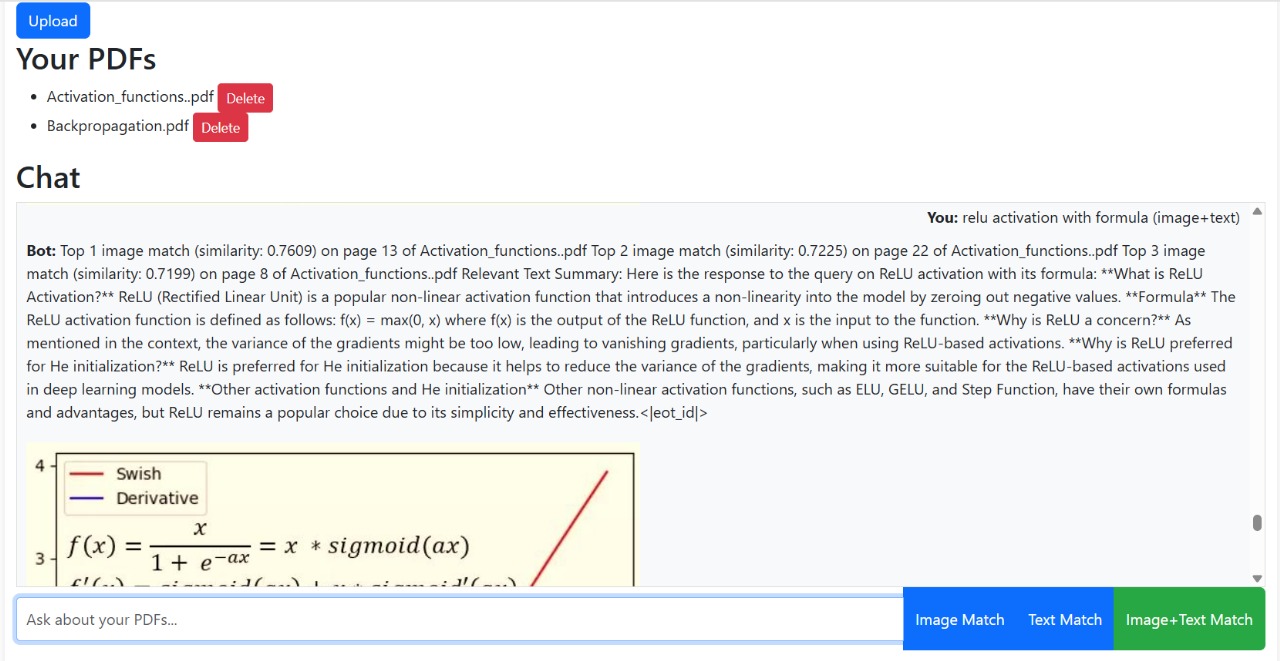 Upload
Your PDFs
Activation_functions..pdf Delete
Backpropagation.pdf Delete
Chat
You: relu activation with formula (image+text)
Bot: Top 1 image match (similarity: 0.7609) on page 13 of Activation_functions..pdf Top 2 image match (similarity: 0.7225) on page 22 of Activation_functions..pdf Top 3 image
match (similarity: 0.7199) on page 8 of Activation_functions..pdf Relevant Text Summary: Here is the response to the query on ReLU activation with its formula: **What is ReLU
Activation?** ReLU (Rectified Linear Unit) is a popular non-linear activation function that introduces a non-linearity into the model by zeroing out negative values. **Formula** The
ReLU activation function is defined as follows: f(x) = max(0, x) where f(x) is the output of the ReLU function, and x is the input to the function. **Why is ReLU a concern?** As
mentioned in the context, the variance of the gradients might be too low, leading to vanishing gradients, particularly when using ReLU-based activations. **Why is ReLU preferred
for He initialization?** ReLU is preferred for He initialization because it helps to reduce the variance of the gradients, making it more suitable for the ReLU-based activations used
in deep learning models. **Other activation functions and He initialization** Other non-linear activation functions, such as ELU, GELU, and Step Function, have their own formulas
and advantages, but ReLU remains a popular choice due to its simplicity and effectiveness.<|eot_id|>
4
Swish
Derivative
f(x) = x / (1 + e^-ax) = x * sigmoid(ax)
3
Ask about your PDFs...
Image Match
Text Match
Image+Text Match